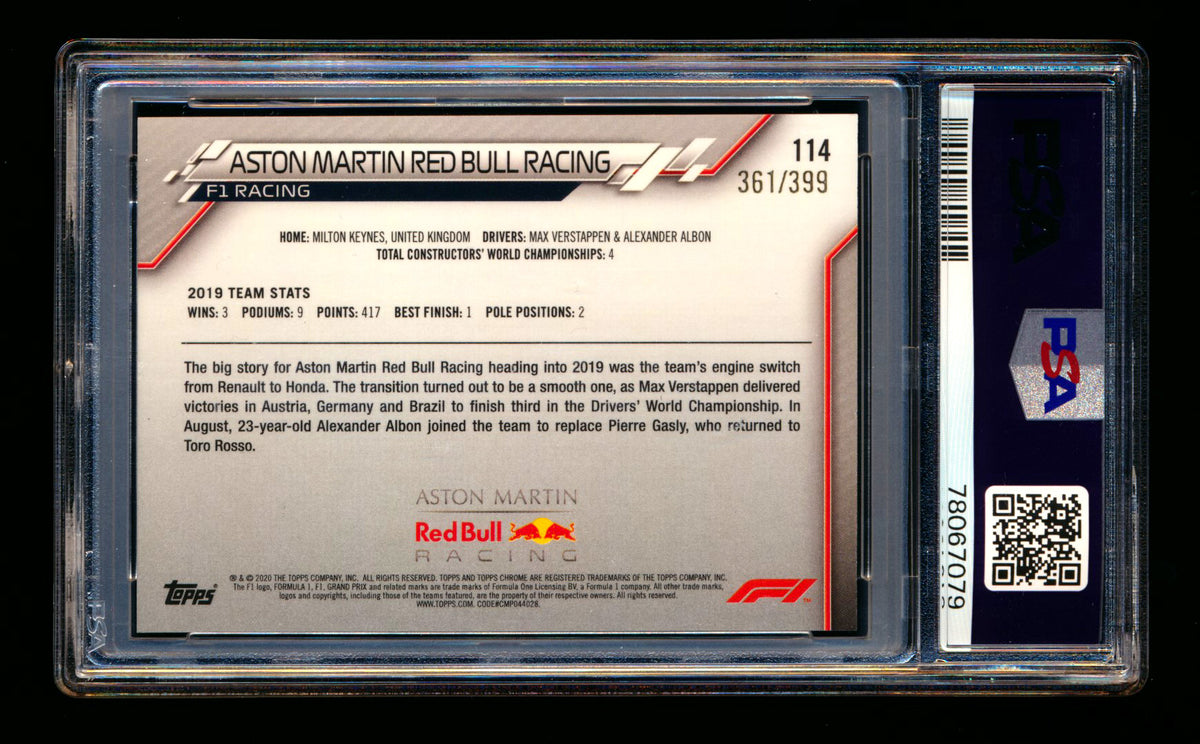 ASTON MARTIN RED BULL RACING
F1 RACING
114
361/399
HOME: MILTON KEYNES, UNITED KINGDOM DRIVERS: MAX VERSTAPPEN & ALEXANDER ALBON
TOTAL CONSTRUCTORS' WORLD CHAMPIONSHIPS: 4
2019 TEAM STATS
WINS: 3 PODIUMS: 9 POINTS: 417 BEST FINISH: 1 POLE POSITIONS: 2
The big story for Aston Martin Red Bull Racing heading into 2019 was the team's engine switch
from Renault to Honda. The transition turned out to be a smooth one, as Max Verstappen delivered
victories in Austria, Germany and Brazil to finish third in the Drivers' World Championship. In
August, 23-year-old Alexander Albon joined the team to replace Pierre Gasly, who returned to
Toro Rosso.
ASTON MARTIN
Red Bull
RACING
Topps
® & © 2020 THE TOPPS COMPANY, INC. ALL RIGHTS RESERVED. TOPPS AND TOPPS CHROME ARE REGISTERED TRADEMARKS OF THE TOPPS COMPANY, INC.
The F1 logo, FORMULA 1, F1, GRAND PRIX and related marks are trade marks of Formula One Licensing BV, a Formula 1 company. All other trade marks,
logos and copyrights, including those of the teams featured, are the property of their respective owners. All rights reserved.
WWW.TOPPS.COM. CODE#CMP044028.
F1
TM
PSA
PSA
78067079
PSA